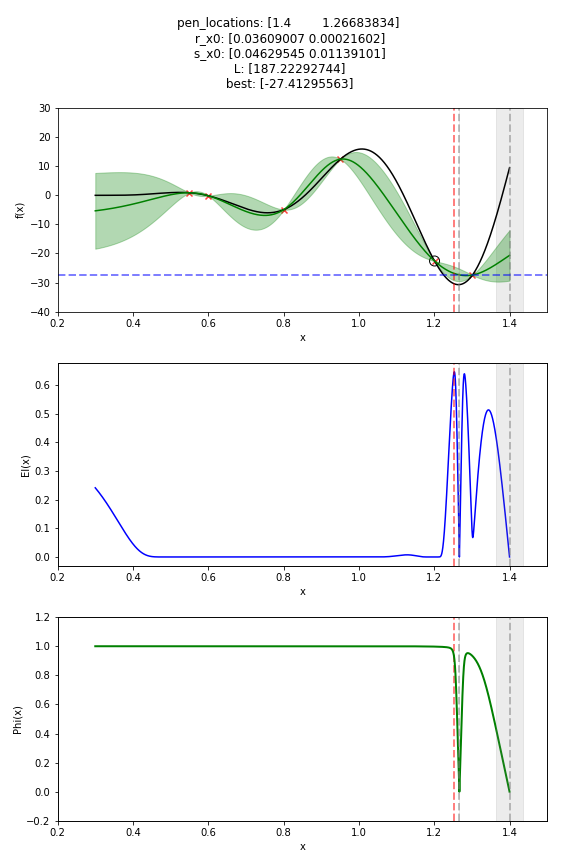 pen_locations: [1.4 1.26683834]
r_x0: [0.03609007 0.00021602]
s_x0: [0.04629545 0.01139101]
L: [187.22292744]
best: [-27.41295563]
30
20
10
0
−10
−20
−30
−40
f(x)
0.2 0.4 0.6 0.8 1.0 1.2 1.4
x
0.6
0.5
0.4
0.3
0.2
0.1
0.0
EI(x)
0.2 0.4 0.6 0.8 1.0 1.2 1.4
x
1.2
1.0
0.8
0.6
0.4
0.2
0.0
−0.2
Phi(x)
0.2 0.4 0.6 0.8 1.0 1.2 1.4
x